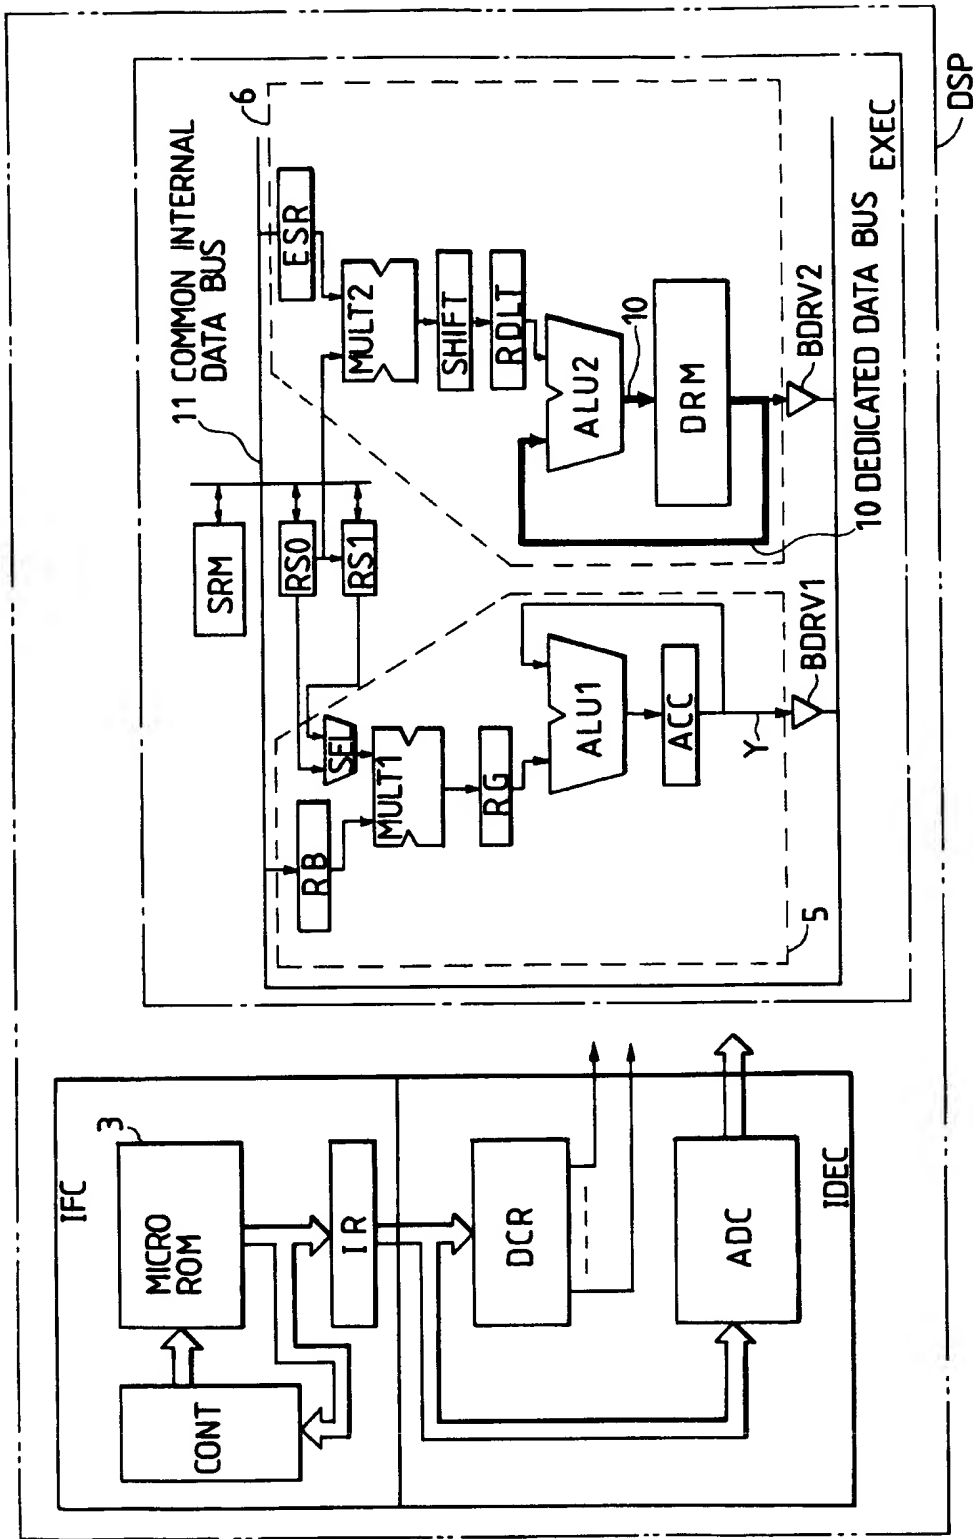 IFC
CONT
MICRO
ROM
3
IR
DCR
ADC
IDEC
11 COMMON INTERNAL
DATA BUS
6
SRM
RS0
RS1
RB
SEL
MULT1
RG
ALU1
ACC
Y
BDRV1
5
ESR
MULT2
SHIFT
RDLT
ALU2
10
DRM
BDRV2
10 DEDICATED DATA BUS
EXEC
DSP